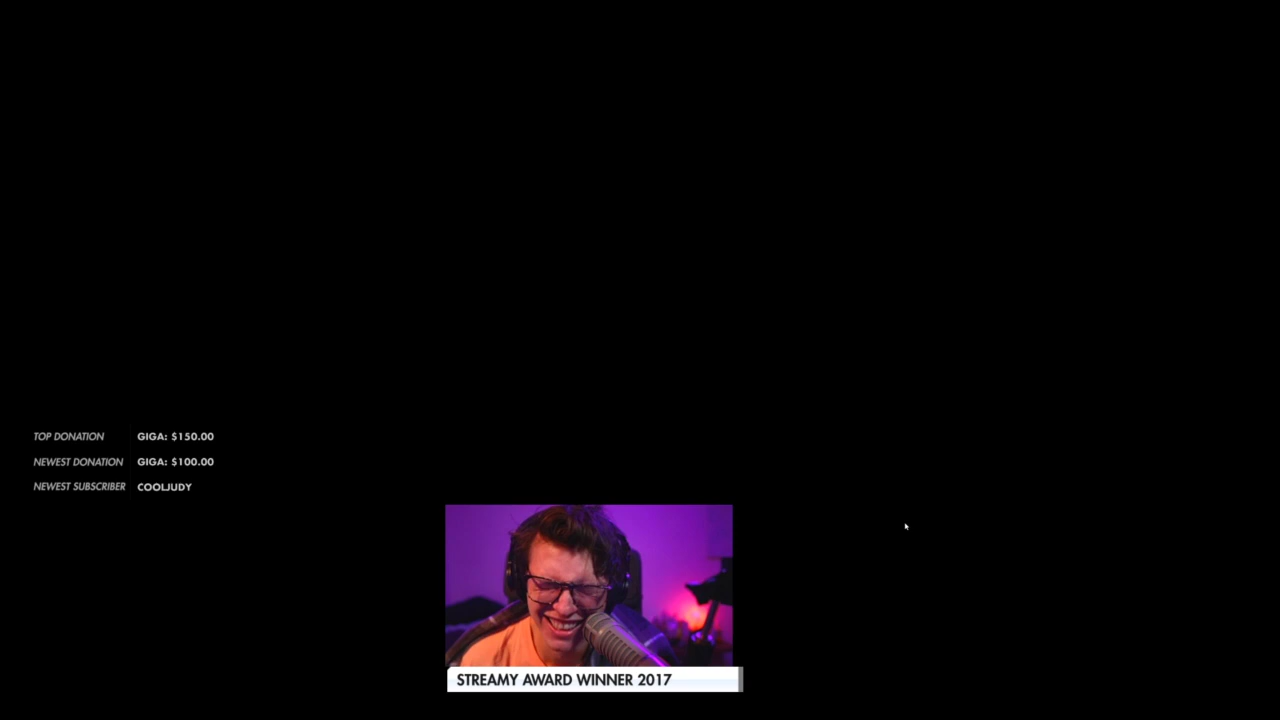 TOP DONATION GIGA: $150.00
NEWEST DONATION GIGA: $100.00
NEWEST SUBSCRIBER COOLJUDY
STREAMY AWARD WINNER 2017